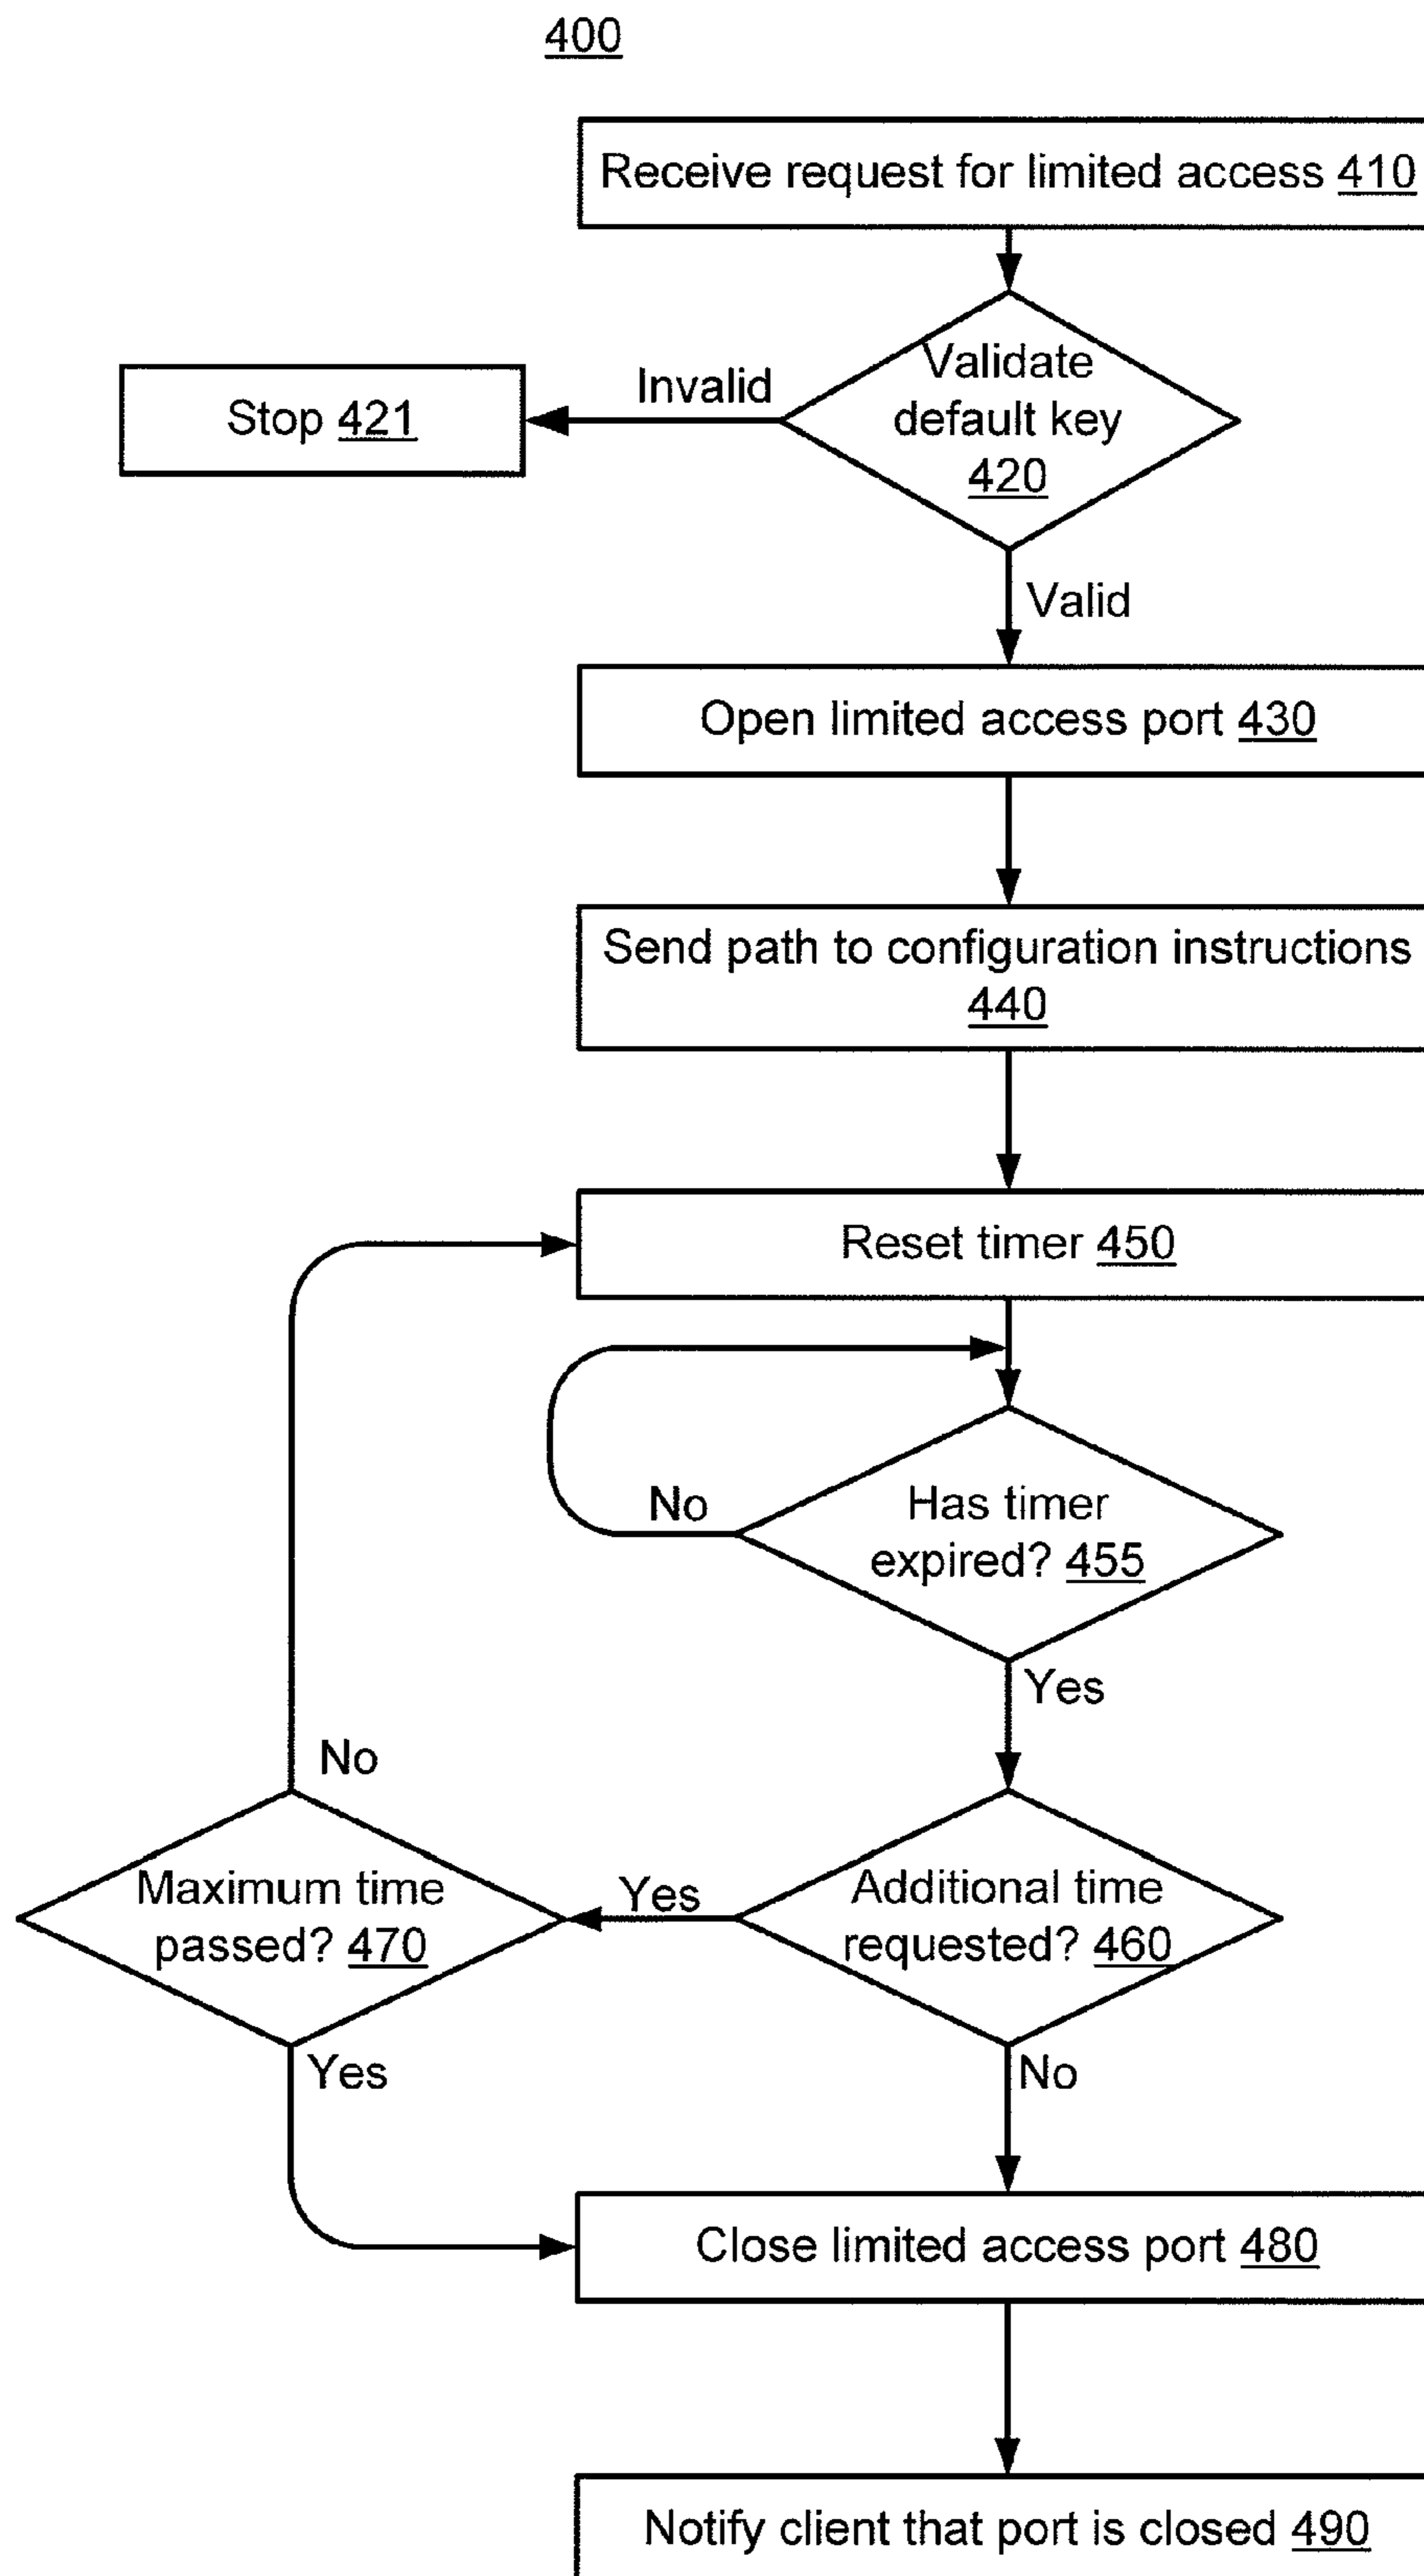 400
Receive request for limited access 410
Validate
default key
420
Invalid
Stop 421
Valid
Open limited access port 430
Send path to configuration instructions
440
Reset timer 450
Has timer
expired? 455
No
Yes
Additional time
requested? 460
Yes
Maximum time
passed? 470
No
Yes
No
Close limited access port 480
Notify client that port is closed 490